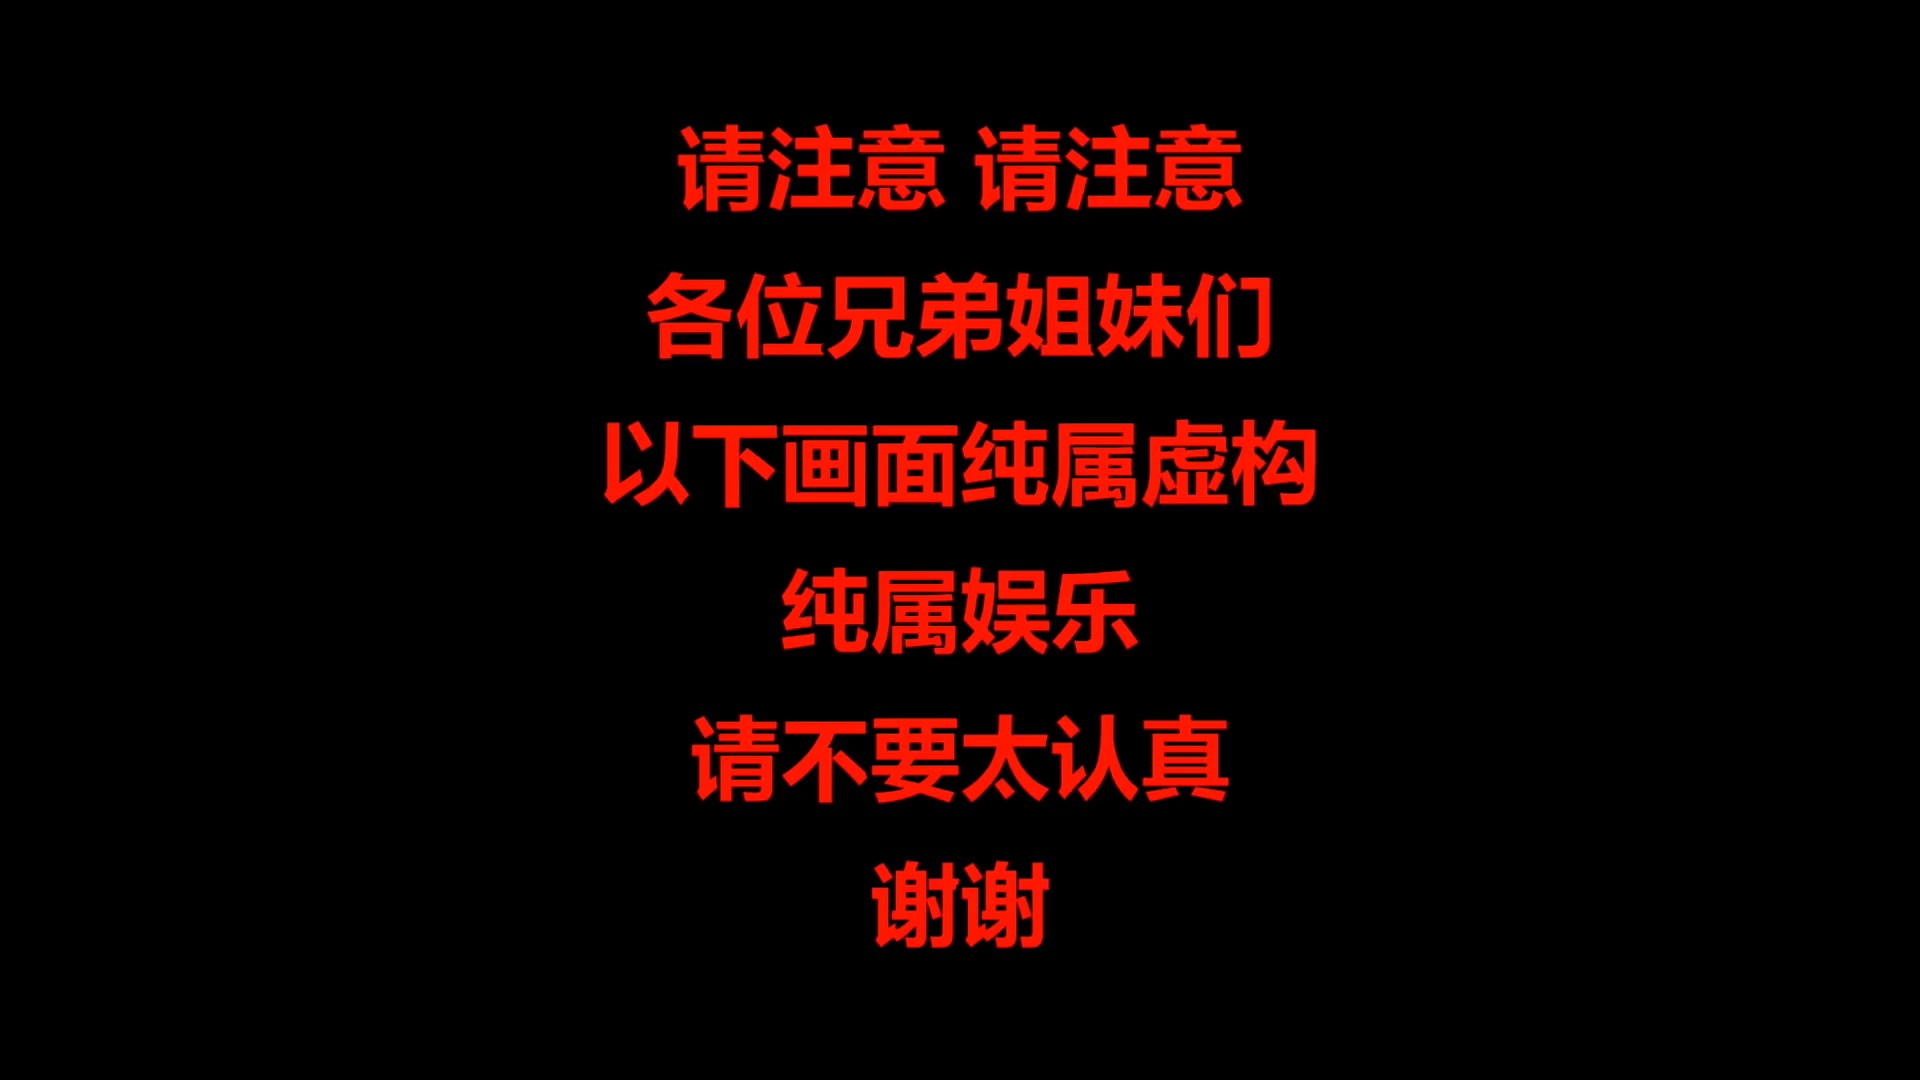 请注意 请注意
各位兄弟姐妹们
以下画面纯属虚构
纯属娱乐
请不要太认真
谢谢